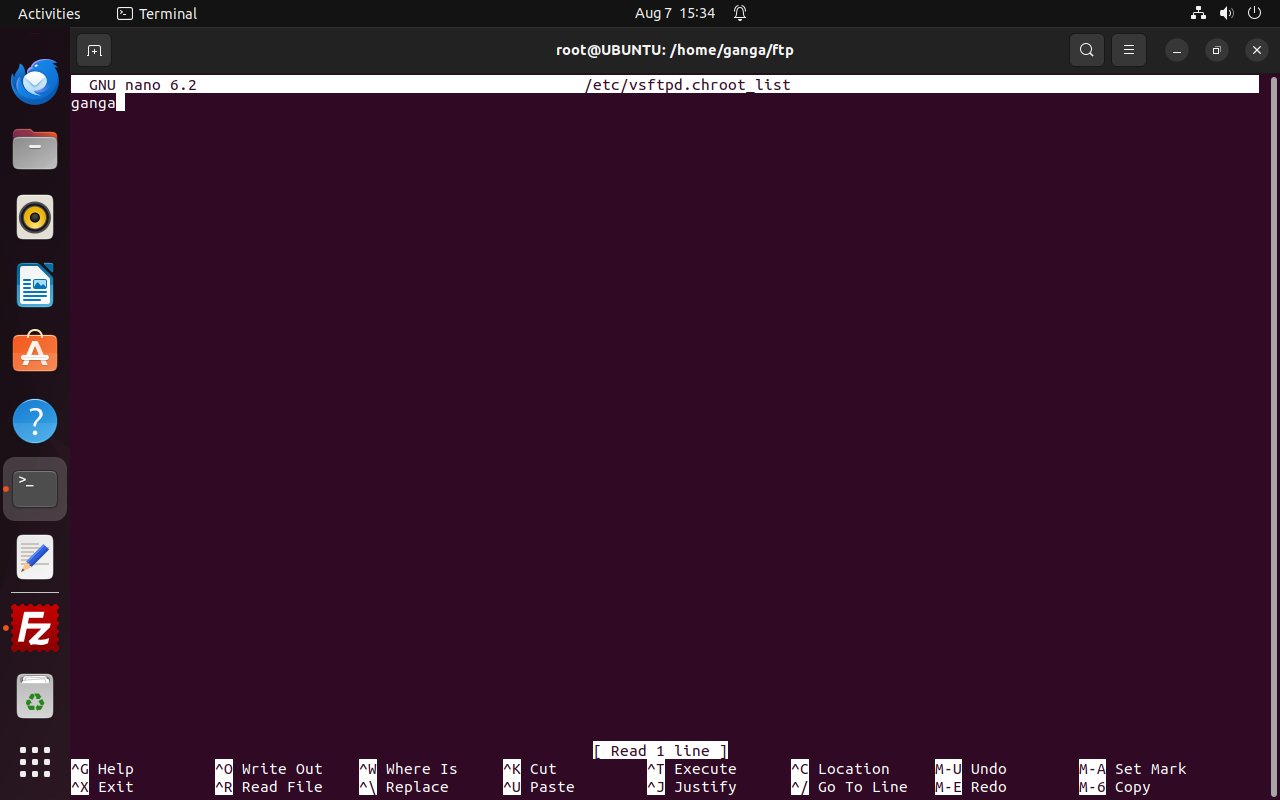 Activities Terminal Aug 7 15:34
root@UBUNTU: /home/ganga/ftp
GNU nano 6.2 /etc/vsftpd.chroot_list
ganga
[ Read 1 line ]
^G Help ^O Write Out ^W Where Is ^K Cut ^T Execute ^C Location M-U Undo M-A Set Mark
^X Exit ^R Read File ^\ Replace ^U Paste ^J Justify ^/ Go To Line M-E Redo M-6 Copy